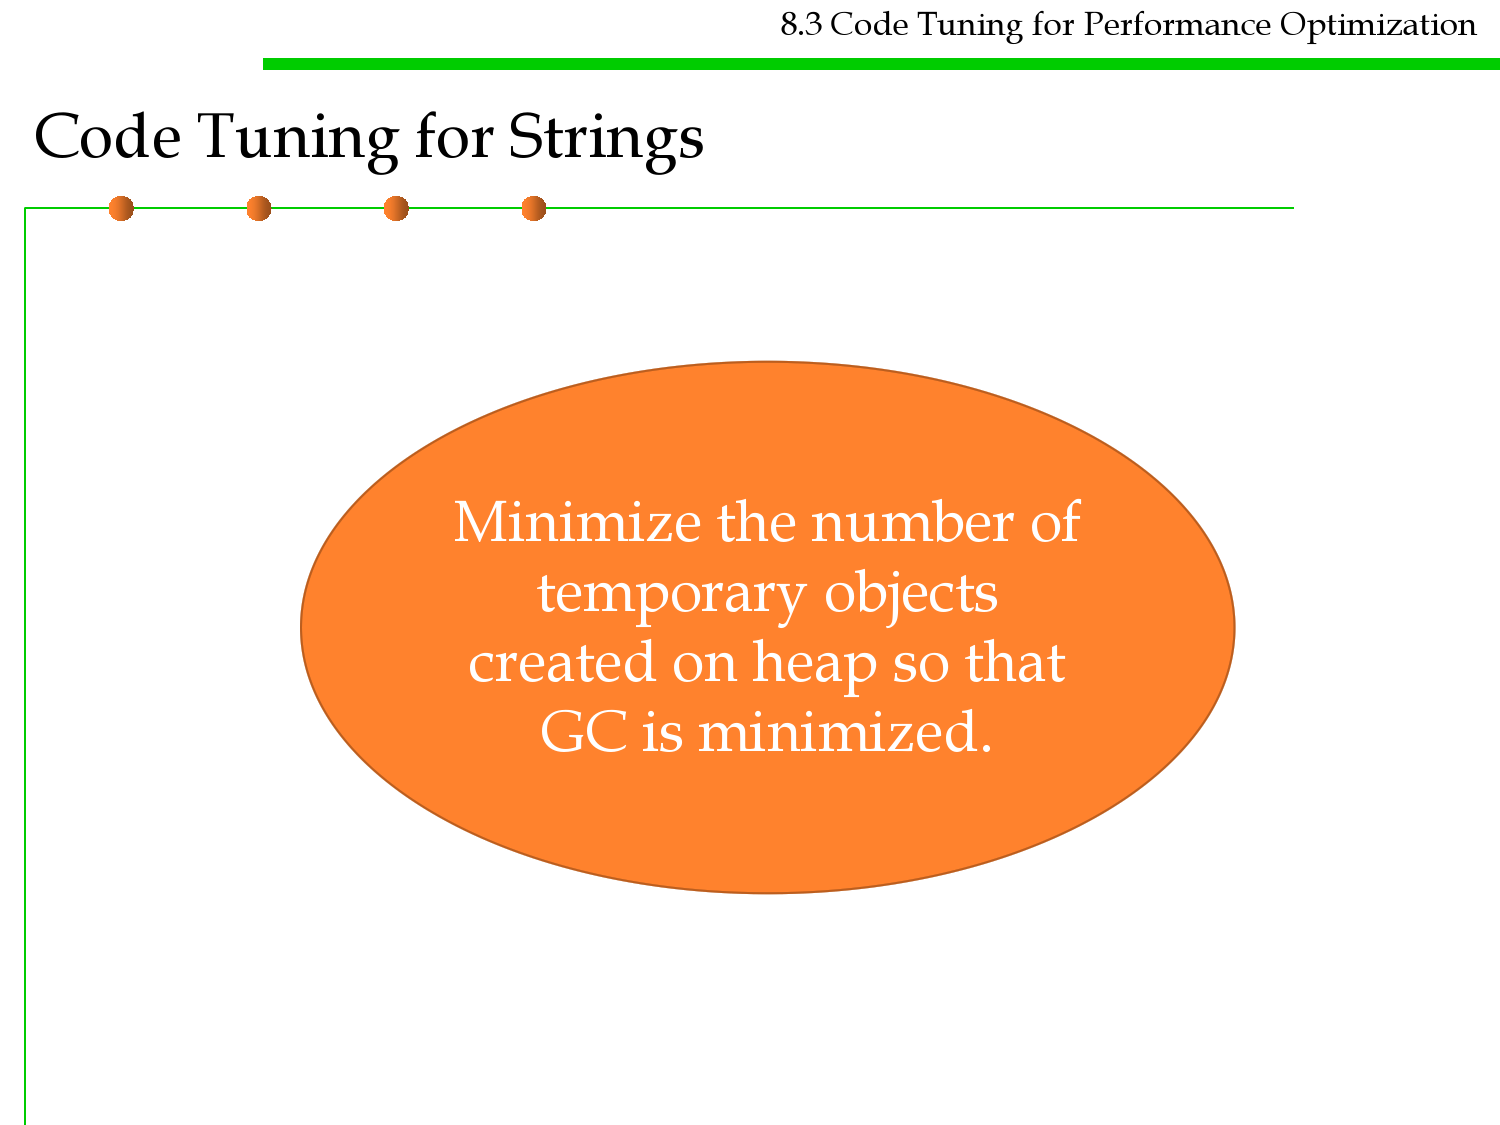 8.3 Code Tuning for Performance Optimization
Code Tuning for Strings
Minimize the number of
temporary objects
created on heap so that
GC is minimized.